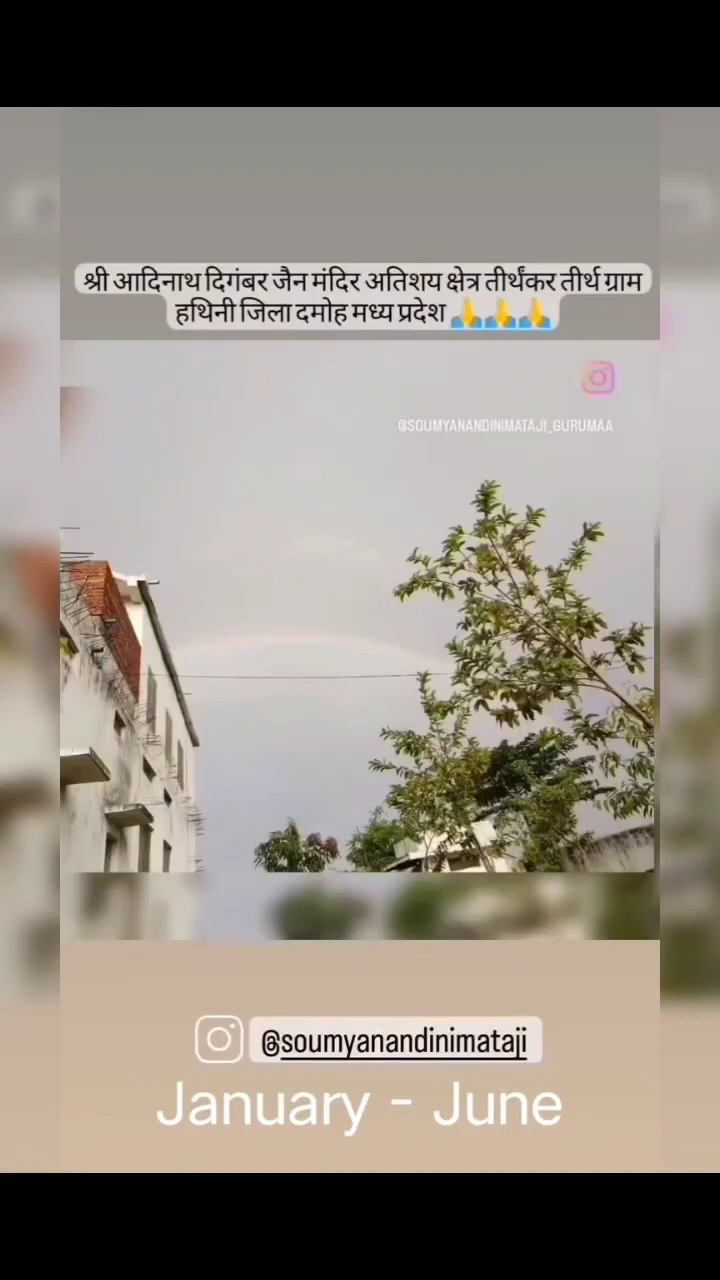 श्री आदिनाथ दिगंबर जैन मंदिर अतिशय क्षेत्र तीर्थंकर तीर्थ ग्राम
हथिनी जिला दमोह मध्य प्रदेश 🙏🙏🙏
@SOUMYANANDINIMATAJI_GURUMAA
@soumyanandinimataji
January - June